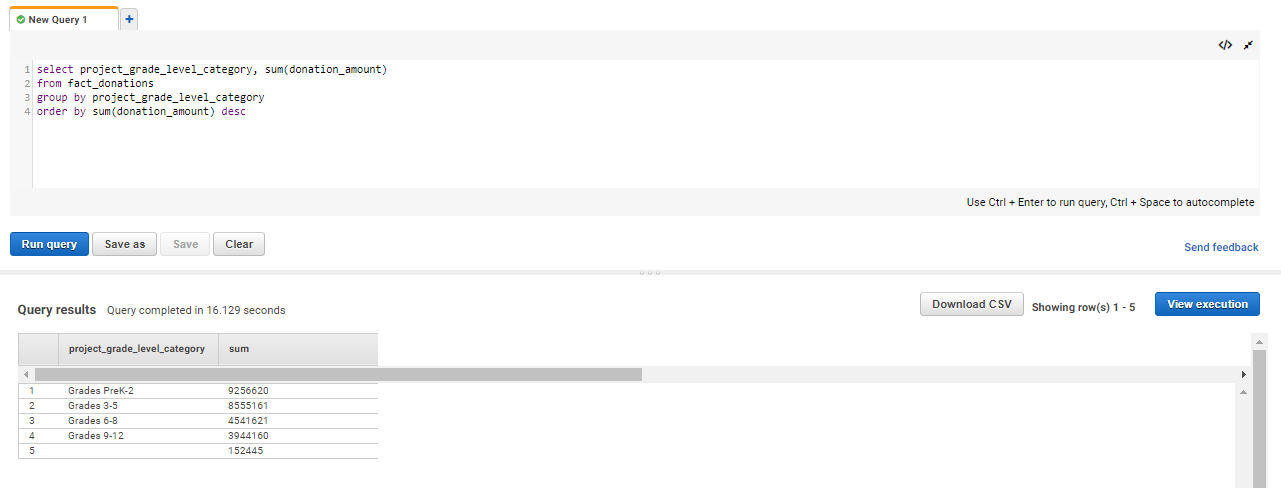 New Query 1
+
</>
1 select project_grade_level_category, sum(donation_amount)
2 from fact_donations
3 group by project_grade_level_category
4 order by sum(donation_amount) desc
Use Ctrl + Enter to run query, Ctrl + Space to autocomplete
Run query Save as Save Clear
Send feedback
Query results Query completed in 16.129 seconds
Download CSV Showing row(s) 1 - 5 View execution
project_grade_level_category sum
1 Grades PreK-2 9256620
2 Grades 3-5 8555161
3 Grades 6-8 4541621
4 Grades 9-12 3944160
5 152445